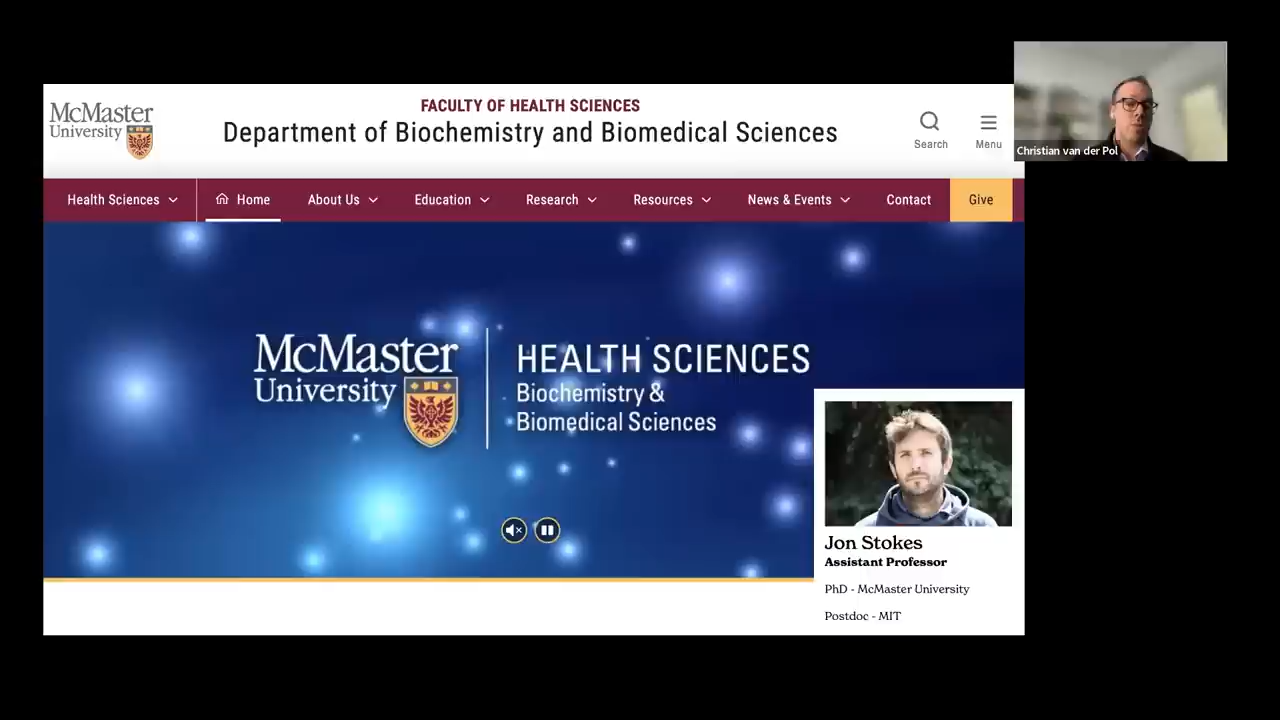 McMaster
University
FACULTY OF HEALTH SCIENCES
Department of Biochemistry and Biomedical Sciences
Search
Menu
Christian van der Pol
Health Sciences
Home
About Us
Education
Research
Resources
News & Events
Contact
Give
McMaster
University
HEALTH SCIENCES
Biochemistry &
Biomedical Sciences
Jon Stokes
Assistant Professor
PhD - McMaster University
Postdoc - MIT